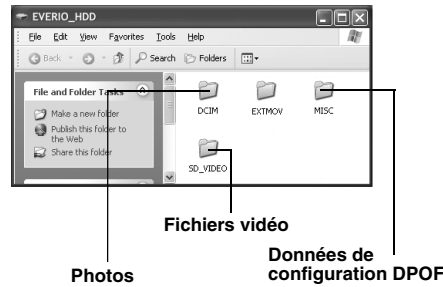 EVERIO_HDD
File Edit View Favorites Tools Help
Back Search Folders
File and Folder Tasks
Make a new folder
Publish this folder to
the Web
Share this folder
DCIM EXTMOV MISC
SD_VIDEO
Fichiers vidéo
Données de
configuration DPOF
Photos